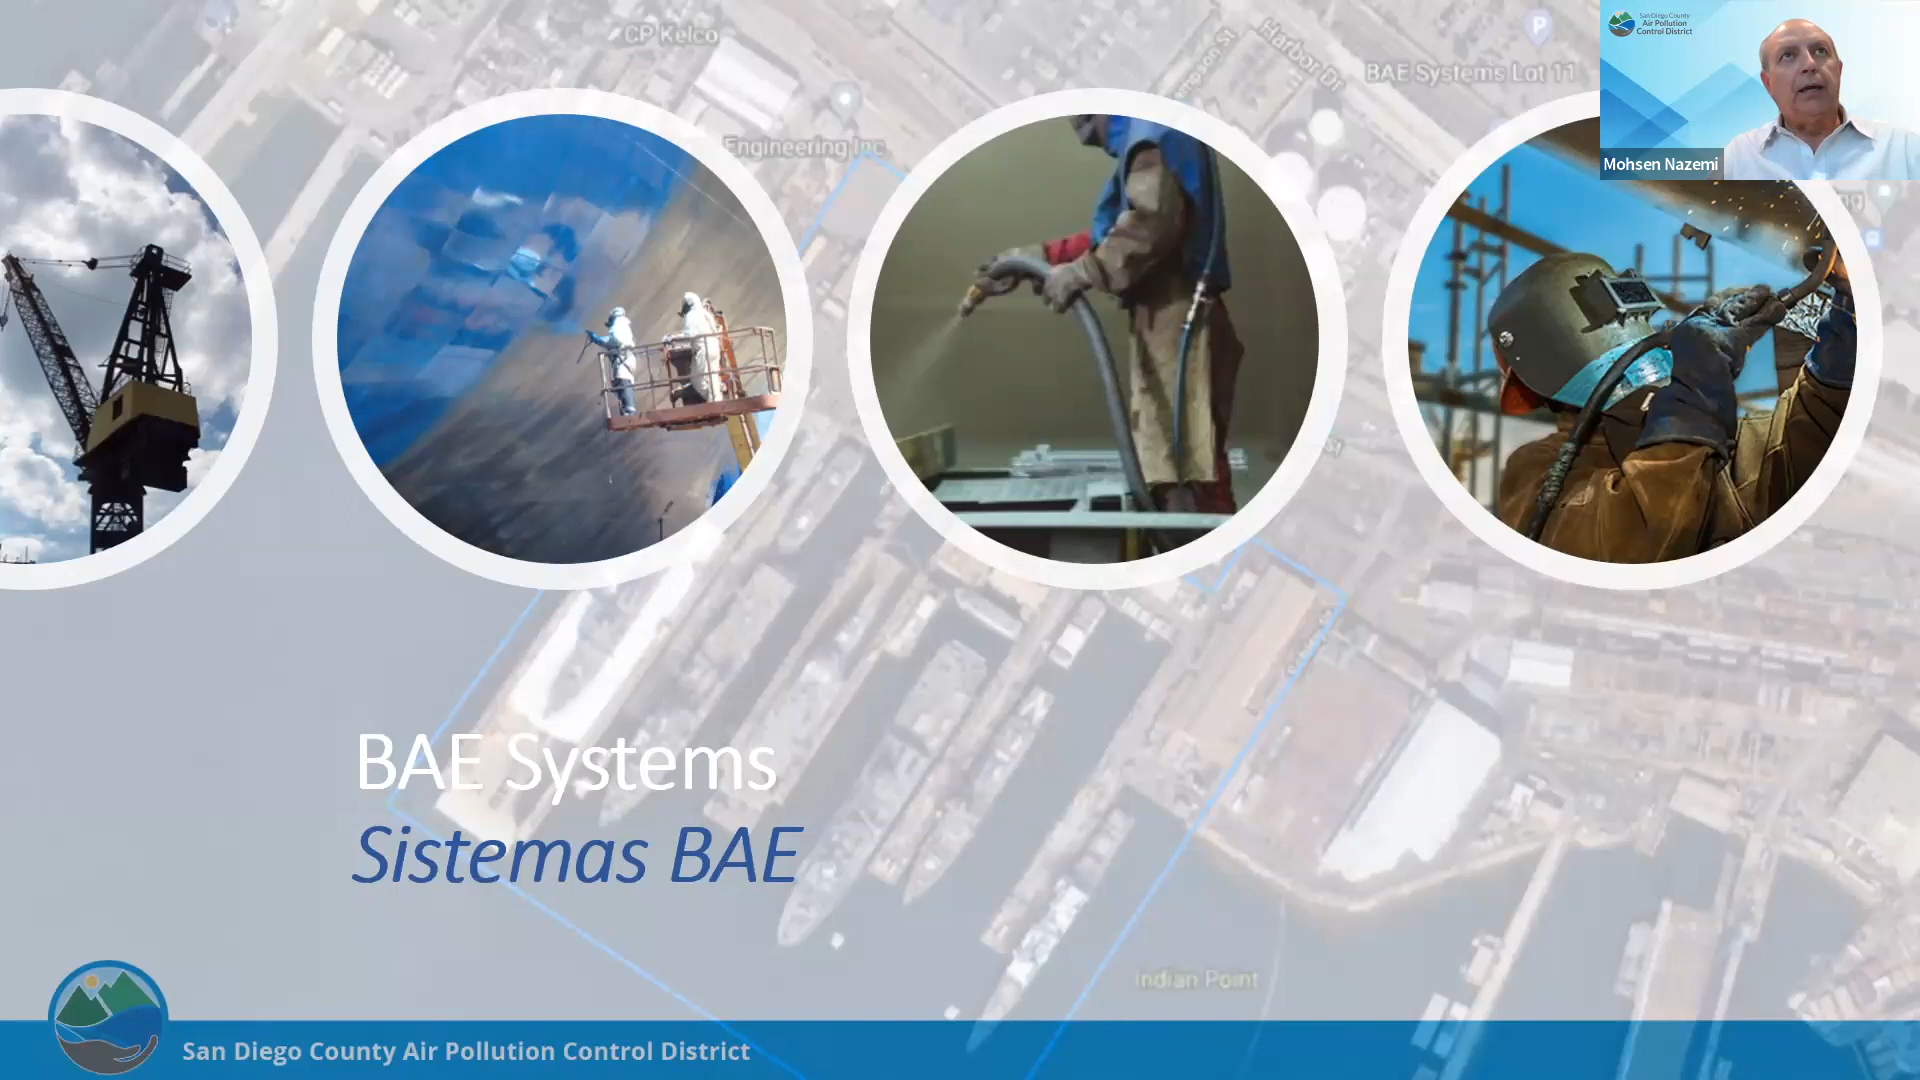 CP Kelco
Harbor Dr
BAE Systems Lot 11
P
Engineering Inc
San Diego County
Air Pollution
Control District
Mohsen Nazemi
BAE Systems
Sistemas BAE
Indian Point
San Diego County Air Pollution Control District